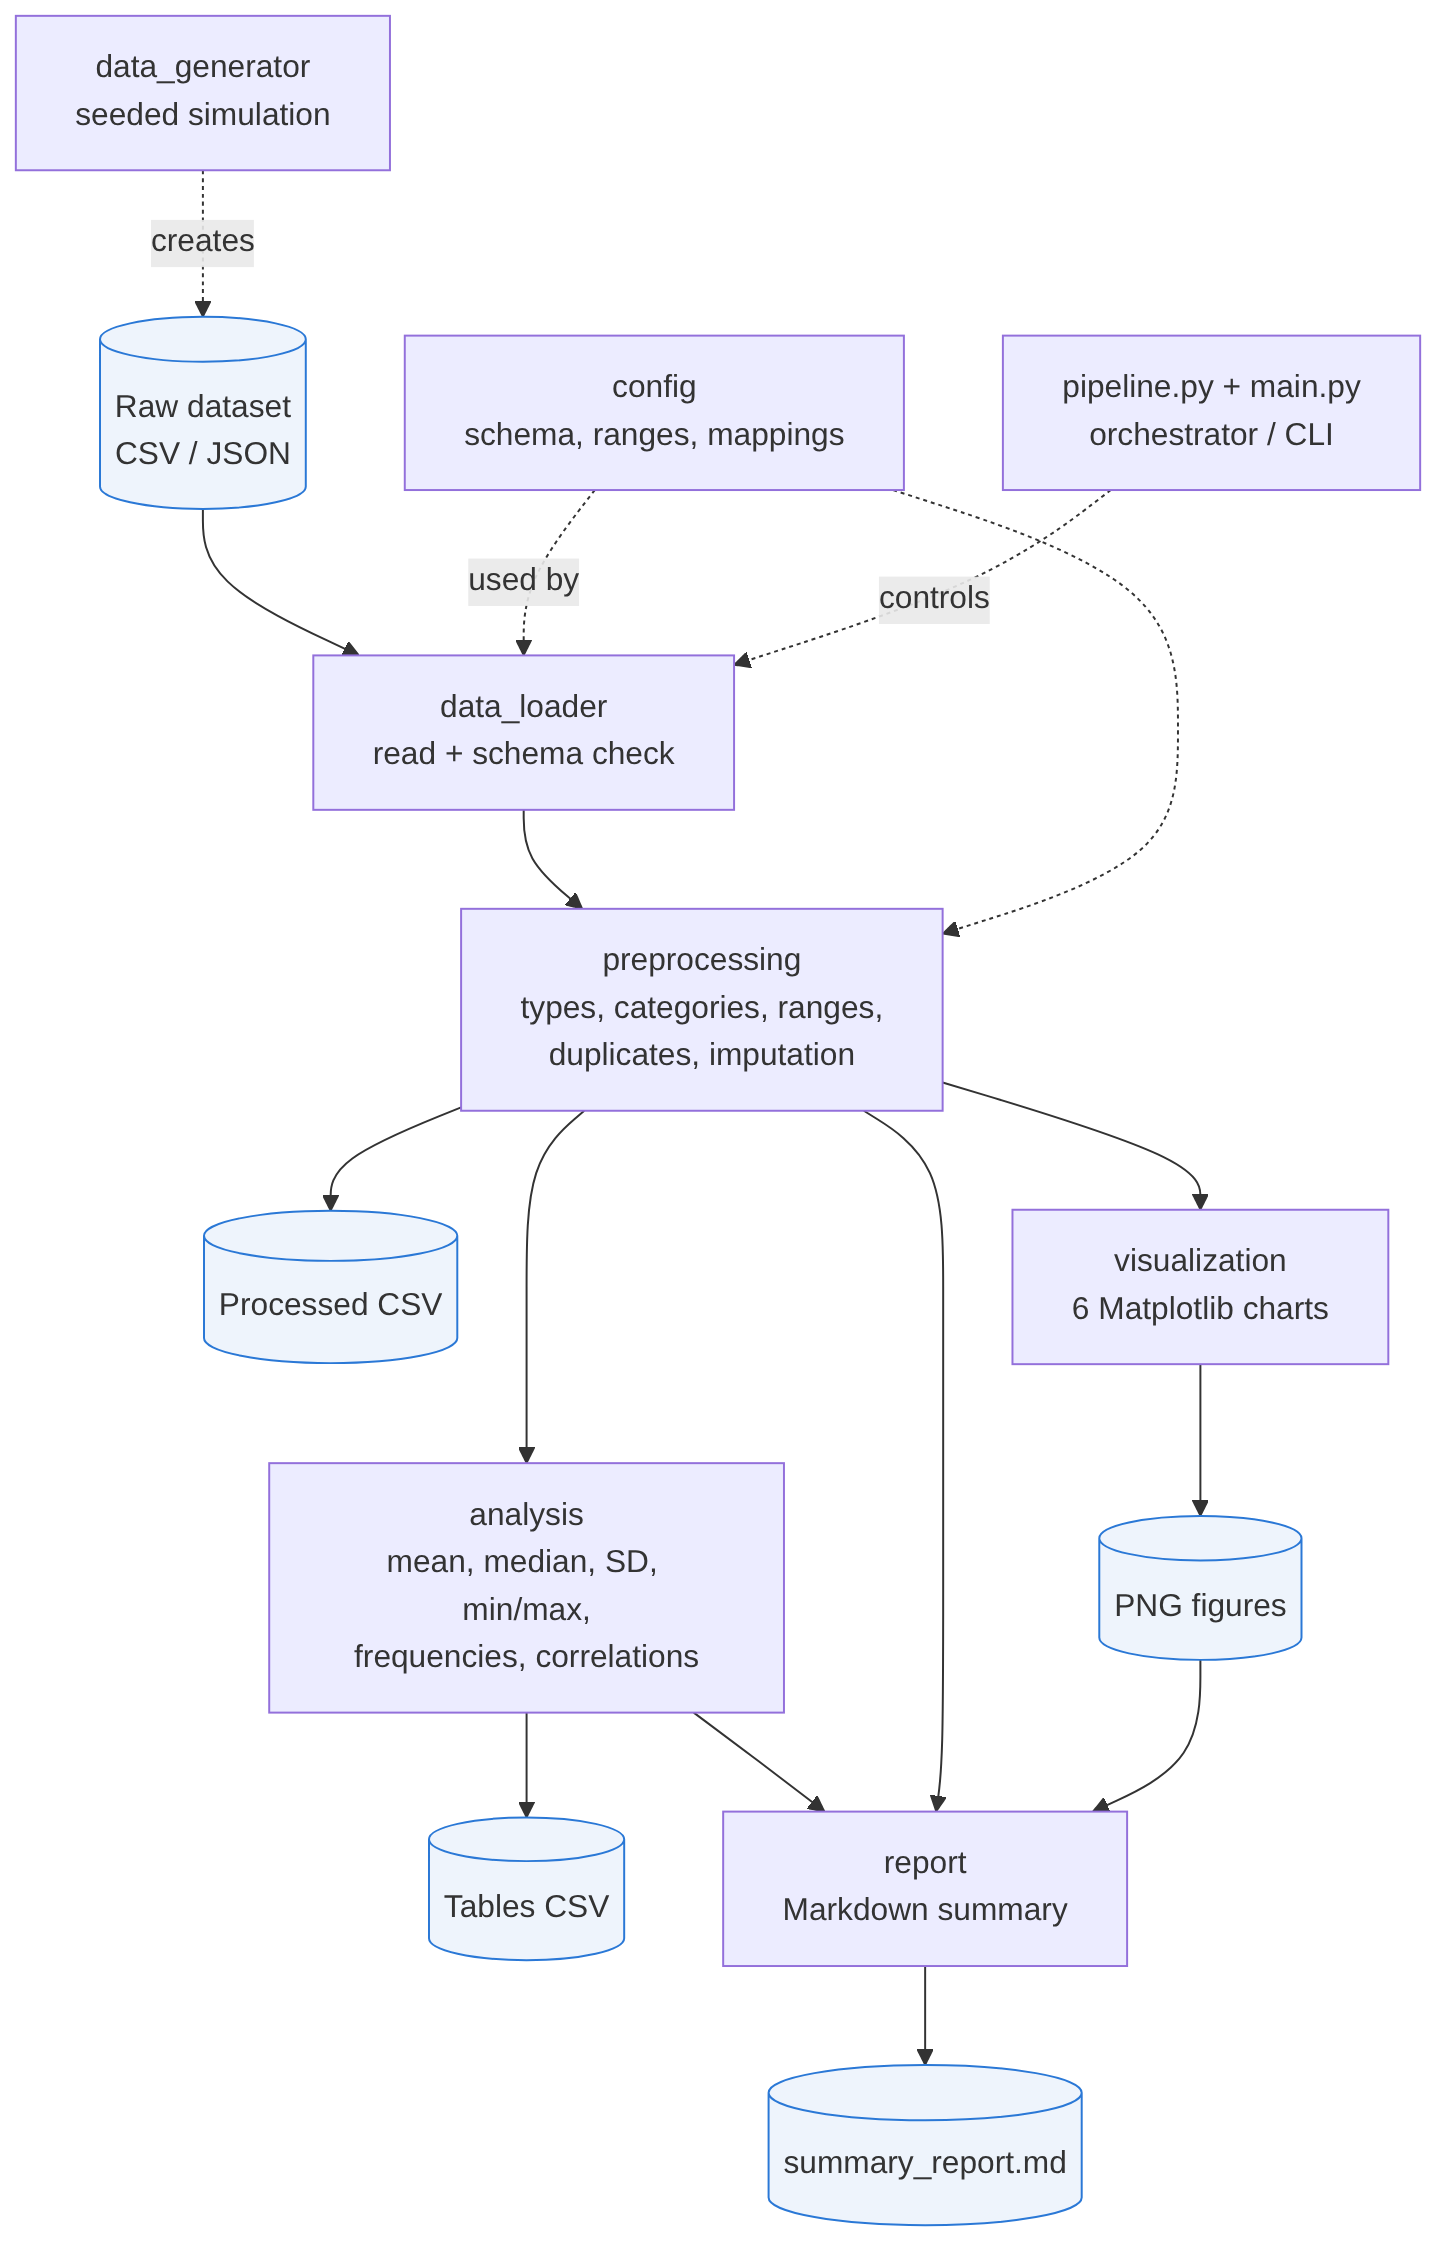 data_generator
seeded simulation
creates
Raw dataset
CSV / JSON
config
schema, ranges, mappings
pipeline.py + main.py
orchestrator / CLI
used by
controls
data_loader
read + schema check
preprocessing
types, categories, ranges,
duplicates, imputation
Processed CSV
visualization
6 Matplotlib charts
analysis
mean, median, SD,
min/max,
frequencies, correlations
PNG figures
Tables CSV
report
Markdown summary
summary_report.md